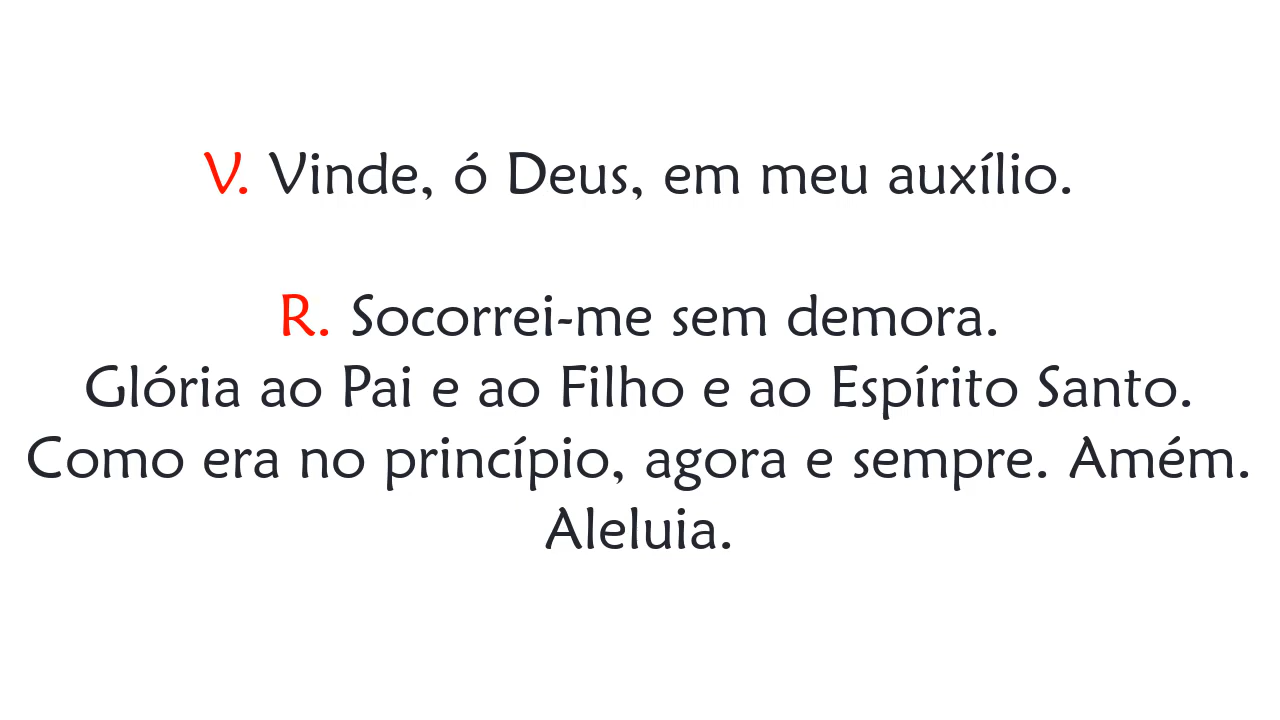 V. Vinde, ó Deus, em meu auxílio.
R. Socorrei-me sem demora.
Glória ao Pai e ao Filho e ao Espírito Santo.
Como era no princípio, agora e sempre. Amém.
Aleluia.